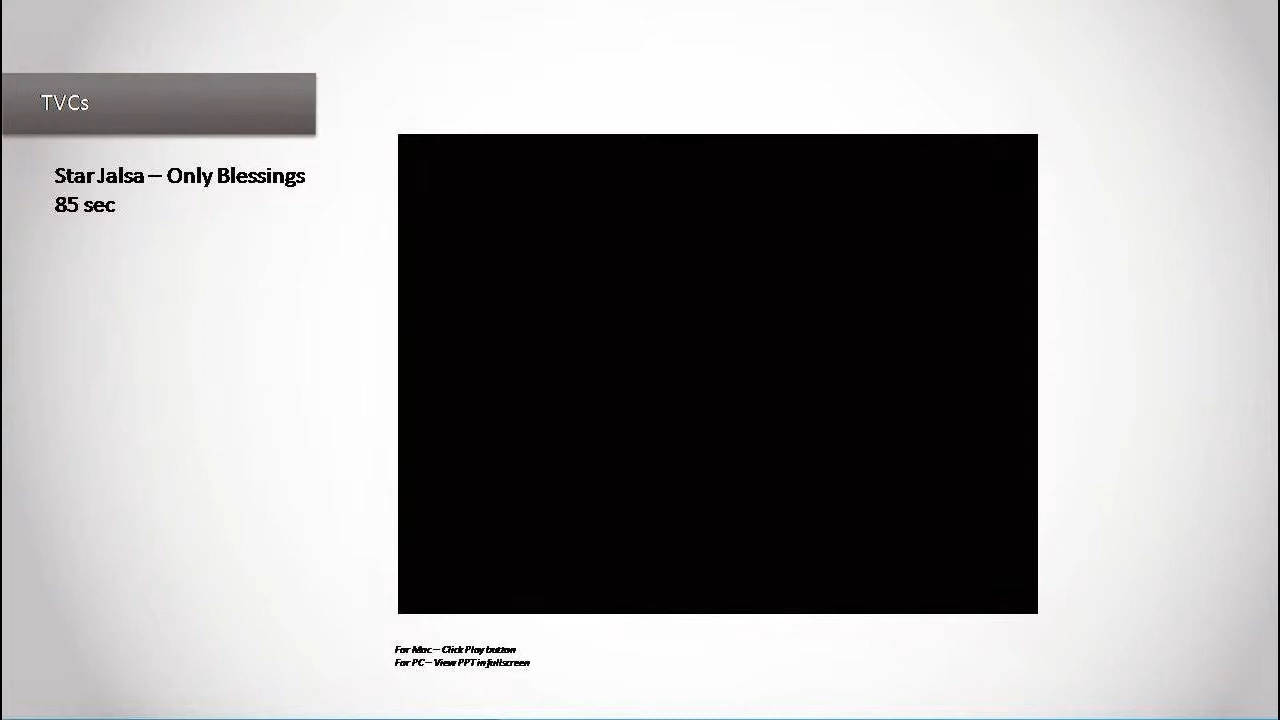 TVCs
Star Jalsa – Only Blessings
85 sec
For Mac – Click Play button
For PC – View PPT in fullscreen